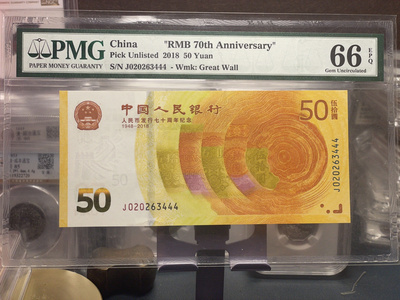 PMG
PAPER MONEY GUARANTY
China "RMB 70th Anniversary"
Pick Unlisted 2018 50 Yuan
S/N J020263444 - Wmk: Great Wall
66 EPQ
Gem Uncirculated
中国人民银行
人民币发行七十周年纪念
1948-2018
50
伍拾圆
J020263444
50
J020263444